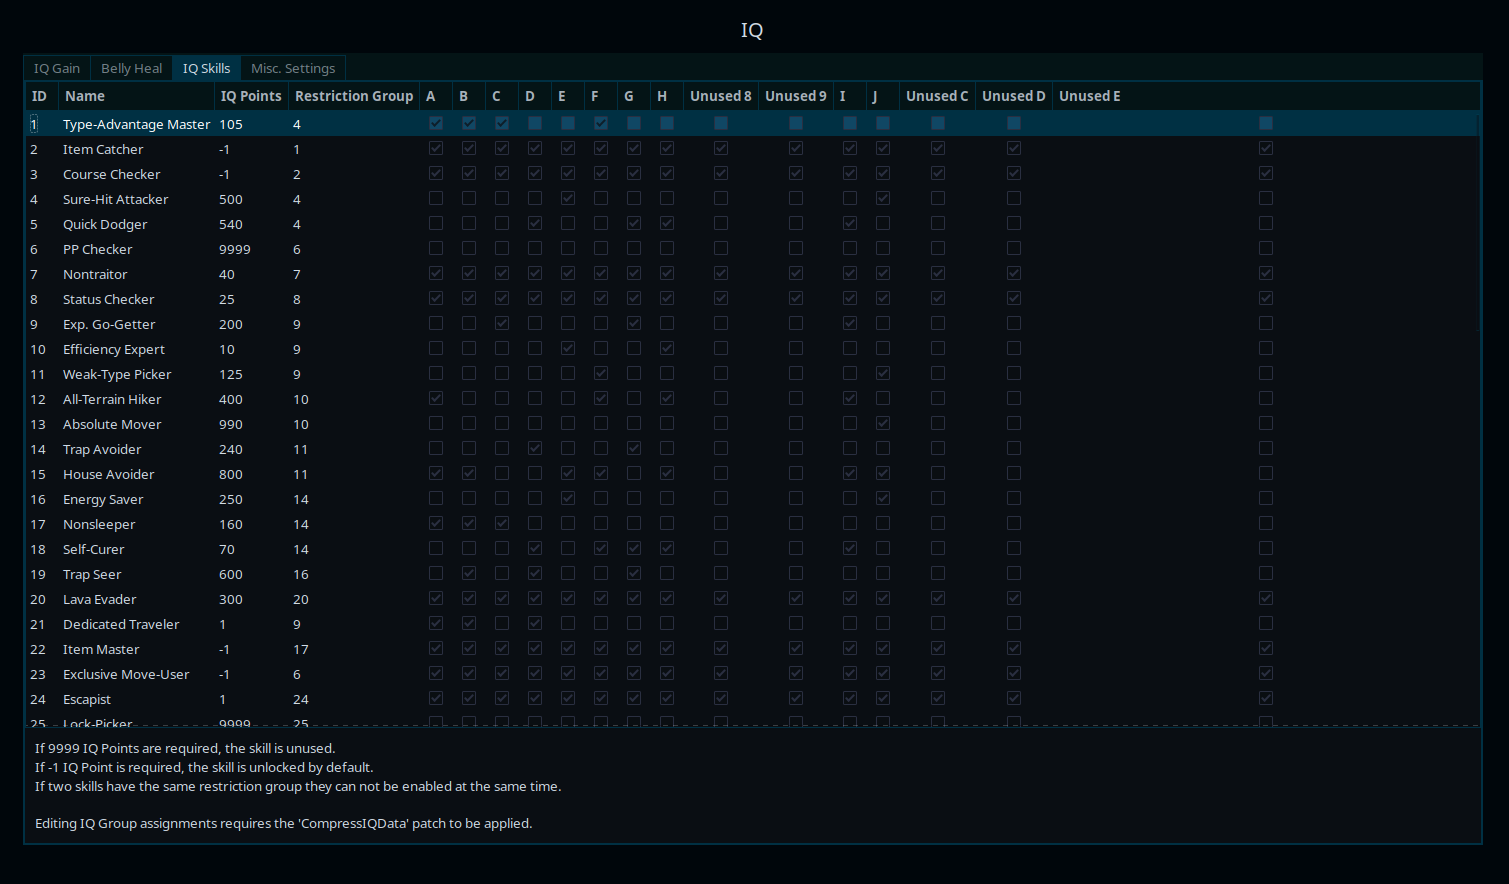 IQ
IQ Gain Belly Heal IQ Skills Misc. Settings
ID Name IQ Points Restriction Group A B C D E F G H Unused 8 Unused 9 I J Unused C Unused D Unused E
1 Type-Advantage Master 105 4
2 Item Catcher -1 1
3 Course Checker -1 2
4 Sure-Hit Attacker 500 4
5 Quick Dodger 540 4
6 PP Checker 9999 6
7 Nontraitor 40 7
8 Status Checker 25 8
9 Exp. Go-Getter 200 9
10 Efficiency Expert 10 9
11 Weak-Type Picker 125 9
12 All-Terrain Hiker 400 10
13 Absolute Mover 990 10
14 Trap Avoider 240 11
15 House Avoider 800 11
16 Energy Saver 250 14
17 Nonsleeper 160 14
18 Self-Curer 70 14
19 Trap Seer 600 16
20 Lava Evader 300 20
21 Dedicated Traveler 1 9
22 Item Master -1 17
23 Exclusive Move-User -1 6
24 Escapist 1 24
25 Lock-Picker 9999 25
If 9999 IQ Points are required, the skill is unused.
If -1 IQ Point is required, the skill is unlocked by default.
If two skills have the same restriction group they can not be enabled at the same time.
Editing IQ Group assignments requires the 'CompressIQData' patch to be applied.